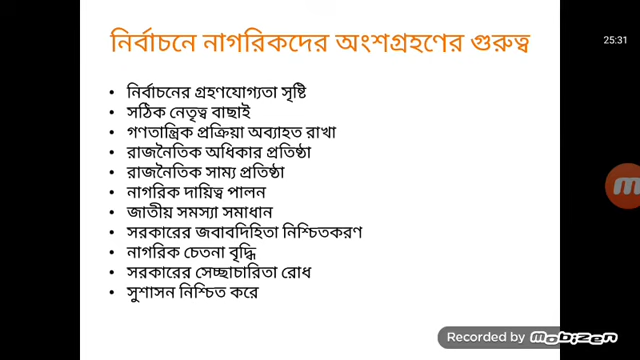 নির্বাচনে নাগরিকদের অংশগ্রহণের গুরুত্ব
25:31
• নির্বাচনের গ্রহণযোগ্যতা সৃষ্টি
• সঠিক নেতৃত্ব বাছাই
• গণতান্ত্রিক প্রক্রিয়া অব্যাহত রাখা
• রাজনৈতিক অধিকার প্রতিষ্ঠা
• রাজনৈতিক সাম্য প্রতিষ্ঠা
• নাগরিক দায়িত্ব পালন
• জাতীয় সমস্যা সমাধান
• সরকারের জবাবদিহিতা নিশ্চিতকরণ
• নাগরিক চেতনা বৃদ্ধি
• সরকারের সেচ্ছাচারিতা রোধ
• সুশাসন নিশ্চিত করে
Recorded by mobizen